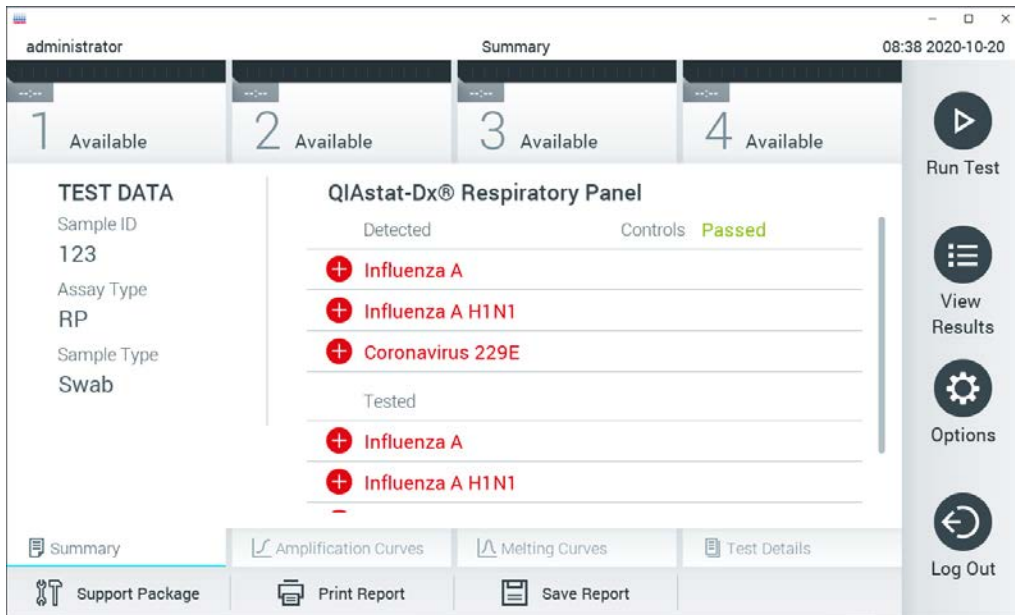 administrator Summary 08:38 2020-10-20
--:-- --:-- --:-- --:--
1 Available 2 Available 3 Available 4 Available
Run Test
TEST DATA
Sample ID
123
Assay Type
RP
Sample Type
Swab
QIAstat-Dx® Respiratory Panel
Detected Controls Passed
Influenza A
Influenza A H1N1
Coronavirus 229E
Tested
Influenza A
Influenza A H1N1
View
Results
Options
Log Out
Summary Amplification Curves Melting Curves Test Details
Support Package Print Report Save Report